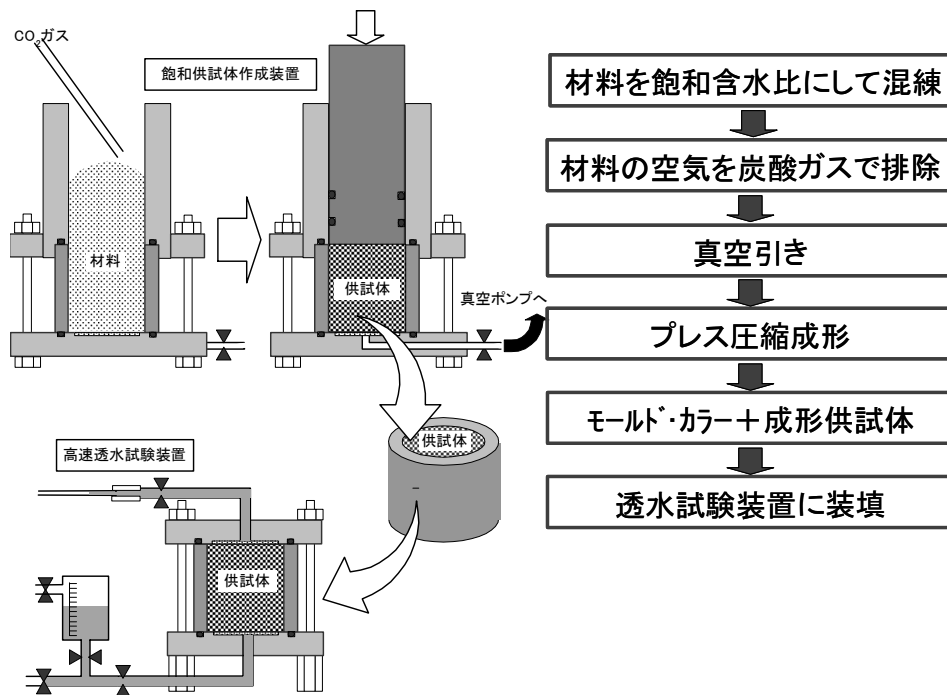 CO₂ガス
飽和供試体作成装置
材料
供試体
真空ポンプへ
供試体
高速透水試験装置
供試体
材料を飽和含水比にして混練
材料の空気を炭酸ガスで排除
真空引き
プレス圧縮成形
ﾓｰﾙﾄﾞ･ｶﾗｰ＋成形供試体
透水試験装置に装填